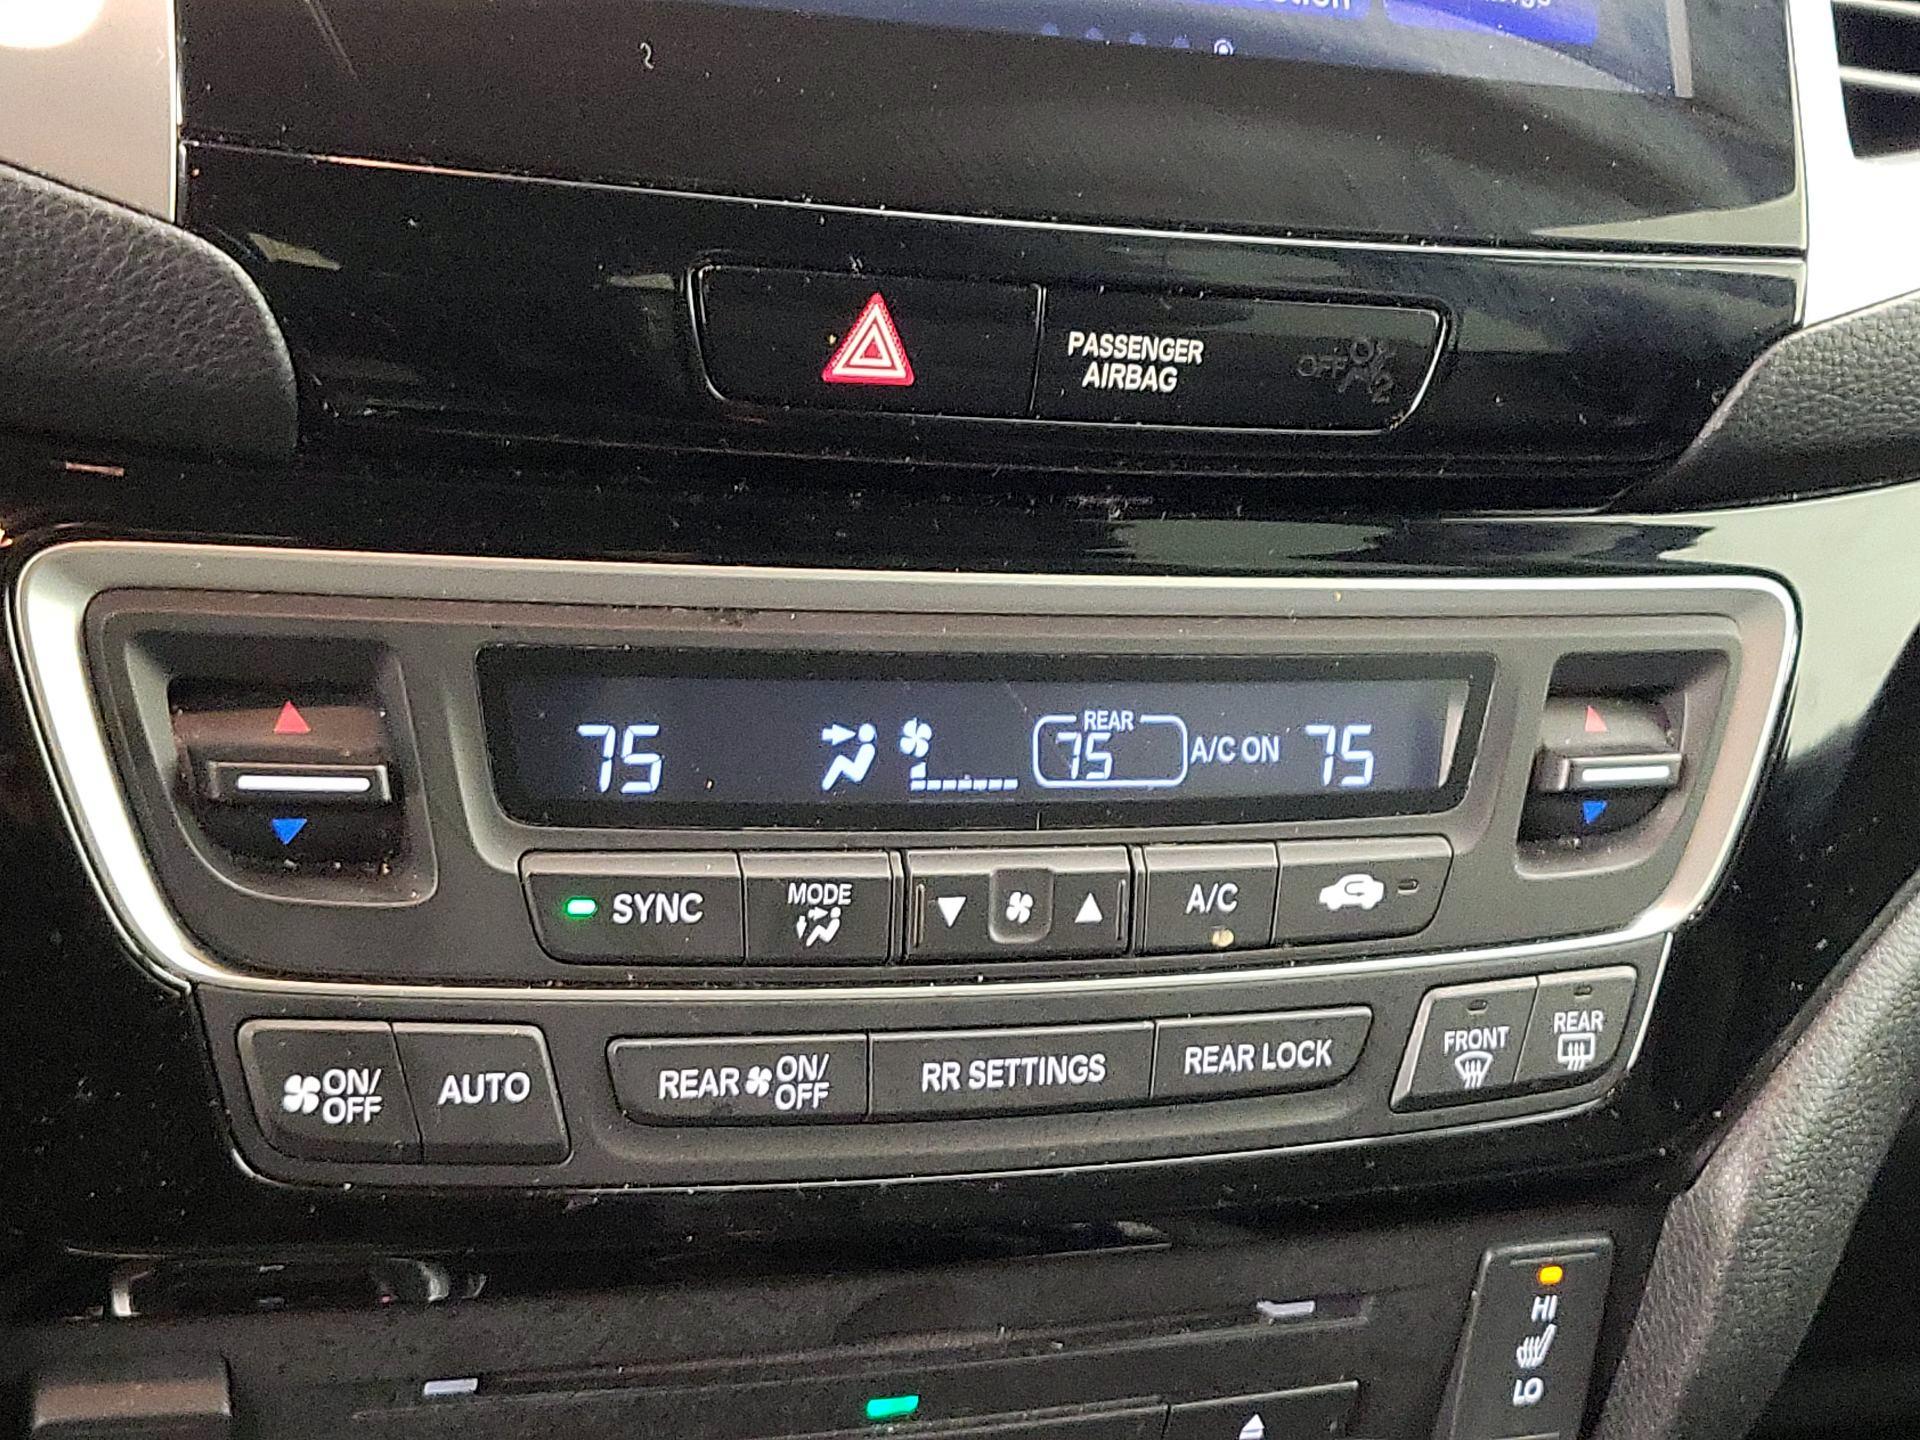 PASSENGER
AIRBAG
OFF
75
REAR
75
A/C ON
75
SYNC
MODE
A/C
ON/
OFF
AUTO
REAR
ON/
OFF
RR SETTINGS
REAR LOCK
FRONT
REAR
HI
LO